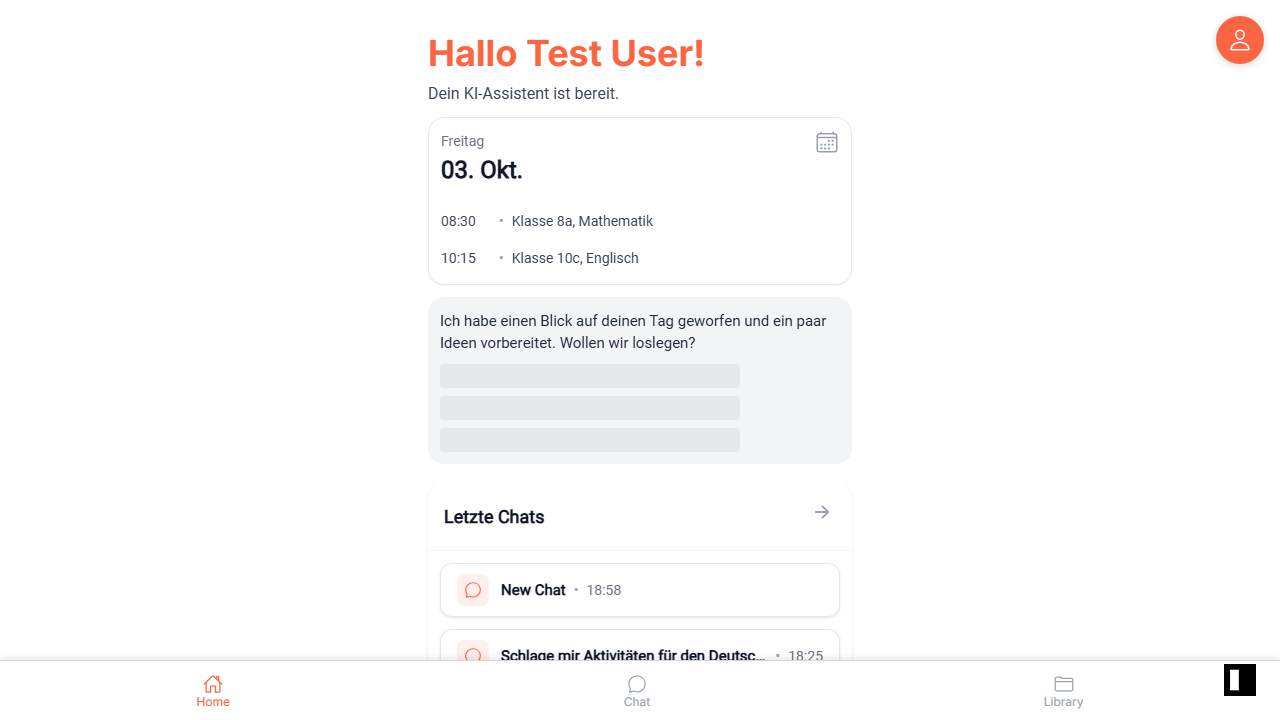 Hallo Test User!
Dein KI-Assistent ist bereit.
Freitag
03. Okt.
08:30 • Klasse 8a, Mathematik
10:15 • Klasse 10c, Englisch
Ich habe einen Blick auf deinen Tag geworfen und ein paar
Ideen vorbereitet. Wollen wir loslegen?
Letzte Chats
New Chat • 18:58
Schlage mir Aktivitäten für den Deutsc... • 18:25
Home
Chat
Library